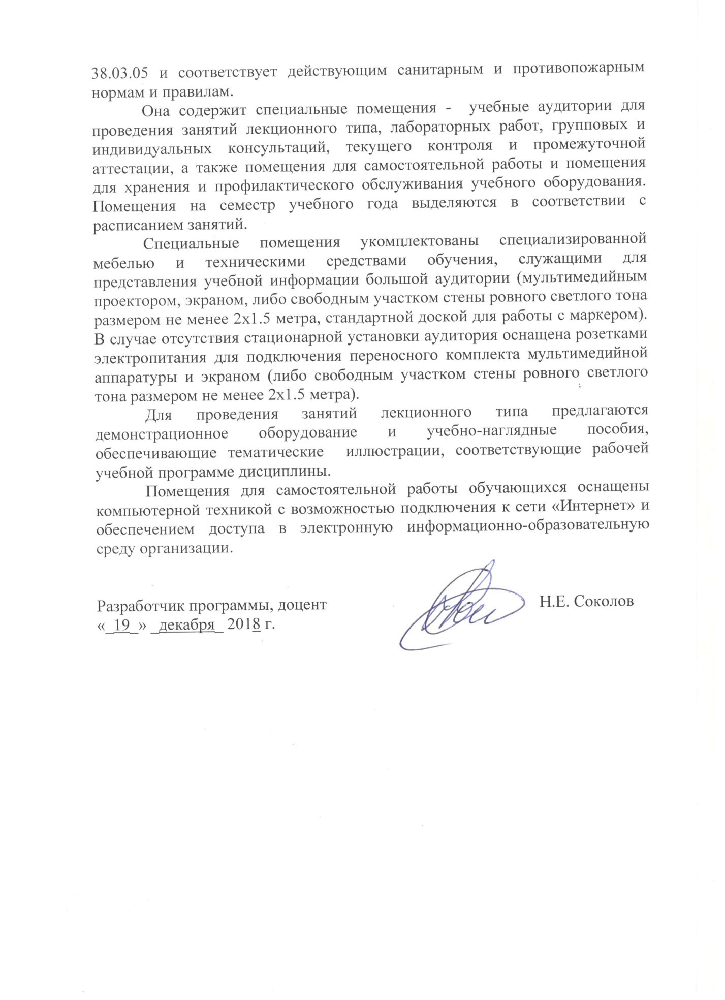 38.03.05 и соответствует действующим санитарным и противопожарным
нормам и правилам.
Она содержит специальные помещения - учебные аудитории для
проведения занятий лекционного типа, лабораторных работ, групповых и
индивидуальных консультаций, текущего контроля и промежуточной
аттестации, а также помещения для самостоятельной работы и помещения
для хранения и профилактического обслуживания учебного оборудования.
Помещения на семестр учебного года выделяются в соответствии с
расписанием занятий.
Специальные помещения укомплектованы специализированной
мебелью и техническими средствами обучения, служащими для
представления учебной информации большой аудитории (мультимедийным
проектором, экраном, либо свободным участком стены ровного светлого тона
размером не менее 2х1.5 метра, стандартной доской для работы с маркером).
В случае отсутствия стационарной установки аудитория оснащена розетками
электропитания для подключения переносного комплекта мультимедийной
аппаратуры и экраном (либо свободным участком стены ровного светлого
тона размером не менее 2х1.5 метра).
Для проведения занятий лекционного типа предлагаются
демонстрационное оборудование и учебно-наглядные пособия,
обеспечивающие тематические иллюстрации, соответствующие рабочей
учебной программе дисциплины.
Помещения для самостоятельной работы обучающихся оснащены
компьютерной техникой с возможностью подключения к сети «Интернет» и
обеспечением доступа в электронную информационно-образовательную
среду организации.
Разработчик программы, доцент Н.Е. Соколов
«_19_» _декабря_ 2018 г.